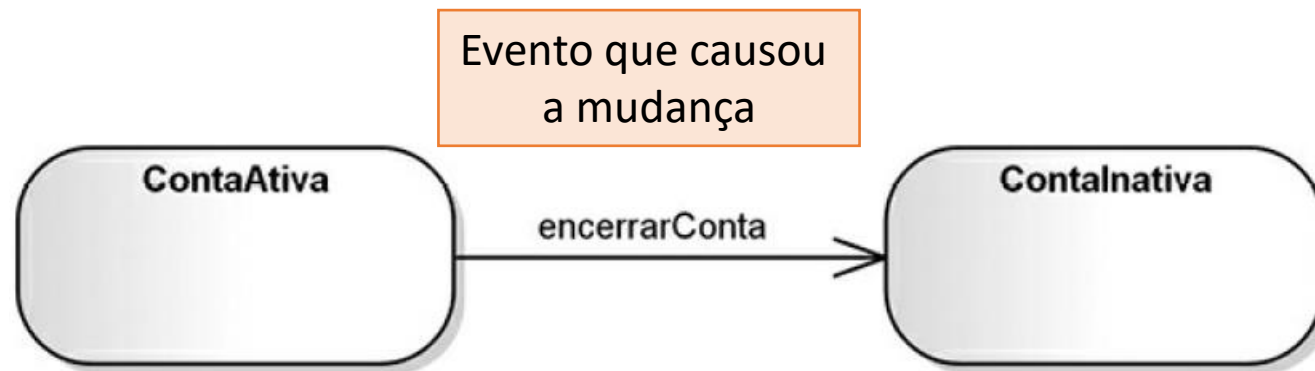 Evento que causou
a mudança
ContaAtiva
encerrarConta
ContaInativa